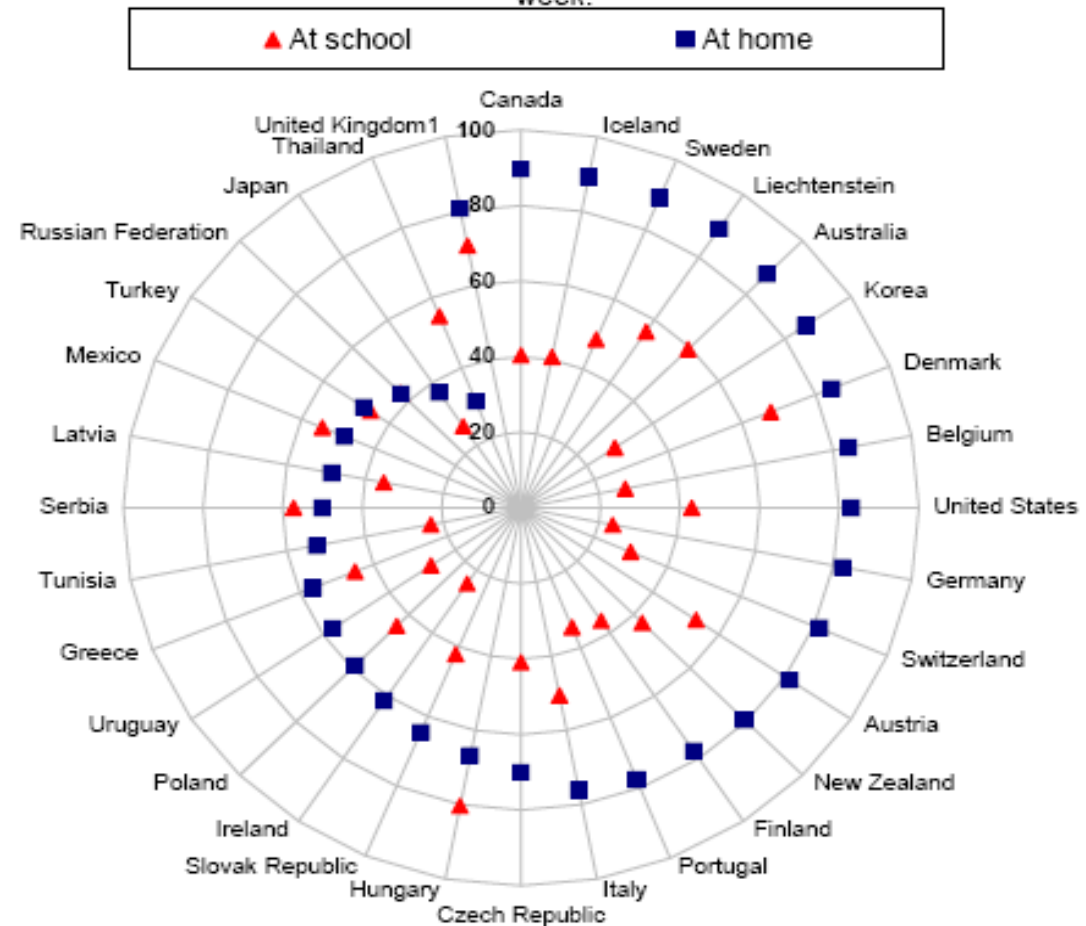 At school At home
Canada
United Kingdom1 100 Iceland
Thailand Sweden
Japan Liechtenstein
Russian Federation 80 Australia
Turkey 60 Korea
Mexico 40 Denmark
Latvia 20 Belgium
Serbia 0 United States
Tunisia Germany
Greece Switzerland
Uruguay Austria
Poland New Zealand
Ireland Finland
Slovak Republic Portugal
Hungary Italy
Czech Republic